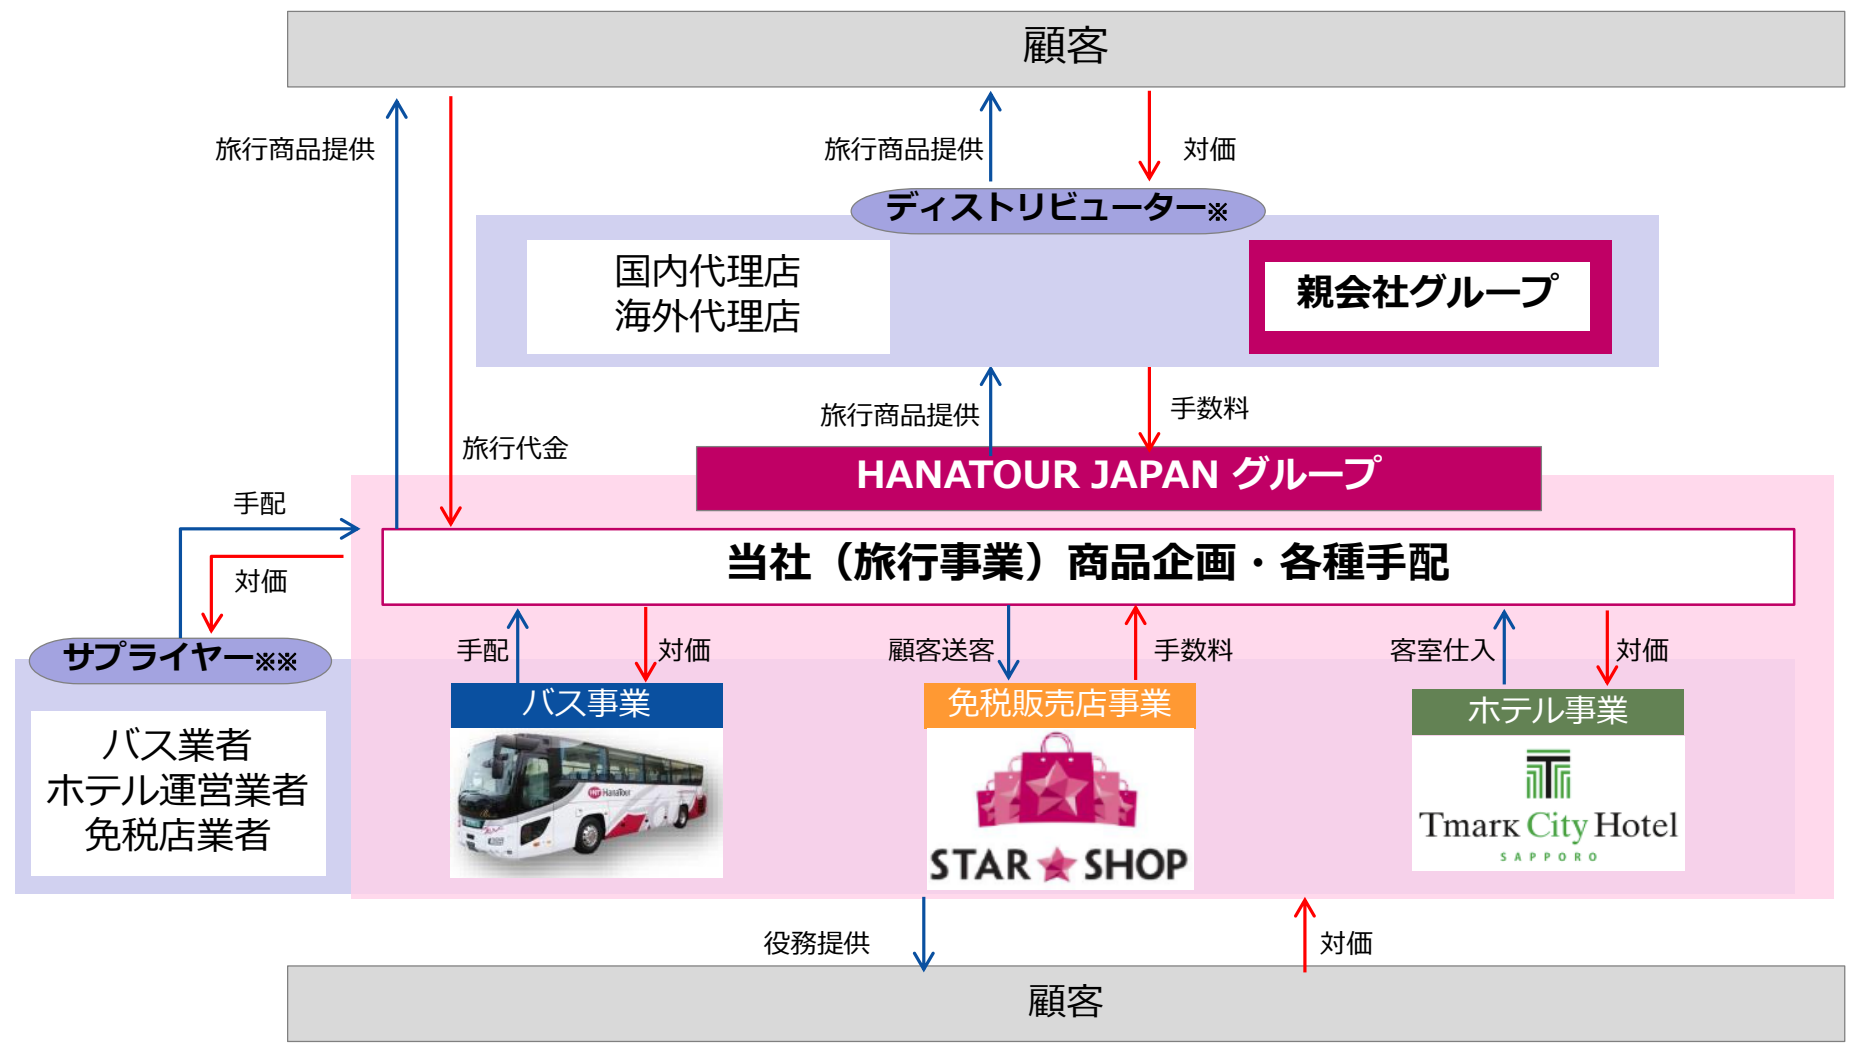 顧客
旅行商品提供
旅行商品提供
対価
ディストリビューター※
国内代理店
海外代理店
親会社グループ
旅行代金
旅行商品提供
手数料
HANATOUR JAPAN グループ
手配
対価
当社（旅行事業）商品企画・各種手配
手配
対価
顧客送客
手数料
客室仕入
対価
サプライヤー※※
バス業者
ホテル運営業者
免税店業者
バス事業
HanaTour
免税販売店事業
STAR SHOP
ホテル事業
Tmark City Hotel
SAPPORO
役務提供
対価
顧客